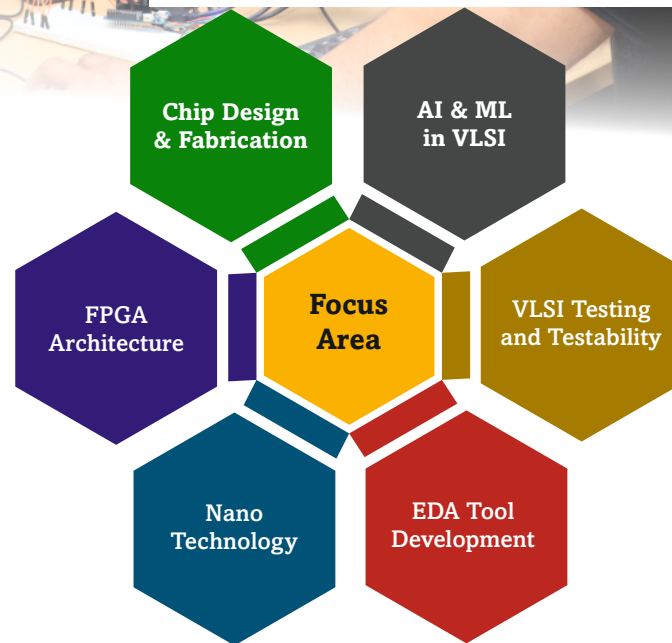 Chip Design
& Fabrication
AI & ML
in VLSI
FPGA
Architecture
Focus
Area
VLSI Testing
and Testability
Nano
Technology
EDA Tool
Development